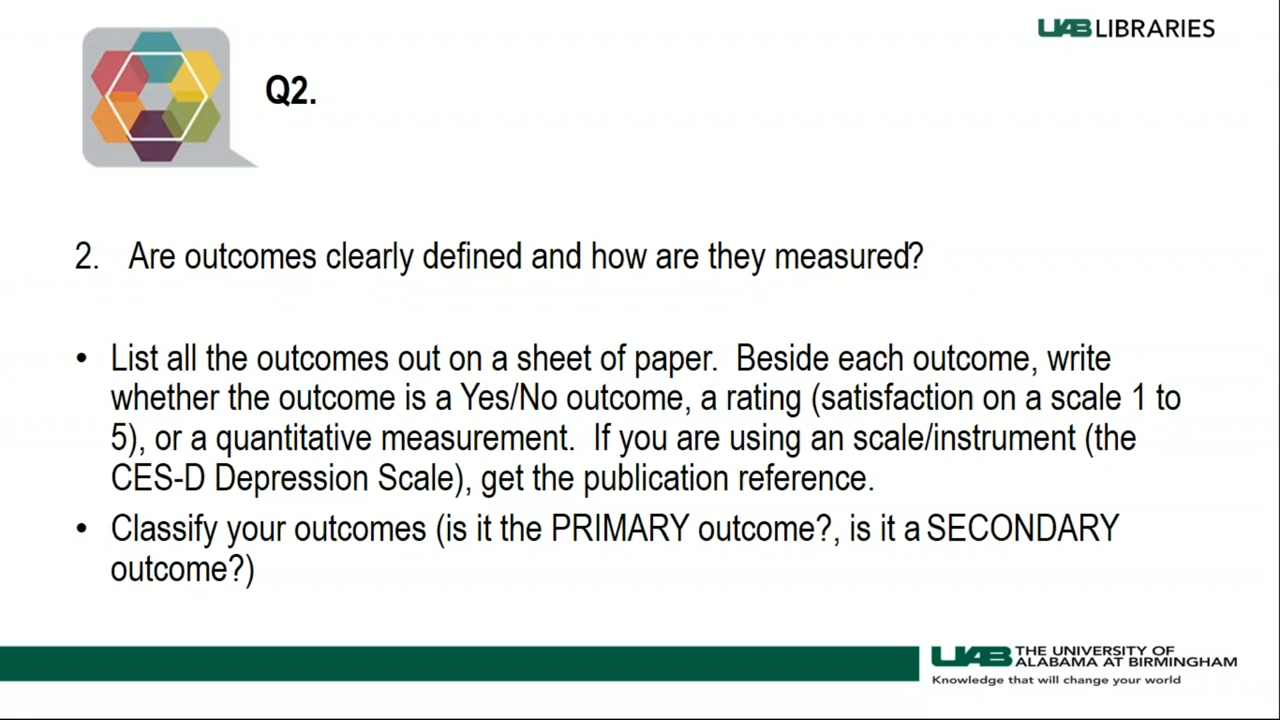 UAB LIBRARIES
Q2.
2. Are outcomes clearly defined and how are they measured?
• List all the outcomes out on a sheet of paper. Beside each outcome, write
whether the outcome is a Yes/No outcome, a rating (satisfaction on a scale 1 to
5), or a quantitative measurement. If you are using an scale/instrument (the
CES-D Depression Scale), get the publication reference.
• Classify your outcomes (is it the PRIMARY outcome?, is it a SECONDARY
outcome?)
UAB THE UNIVERSITY OF
ALABAMA AT BIRMINGHAM
Knowledge that will change your world